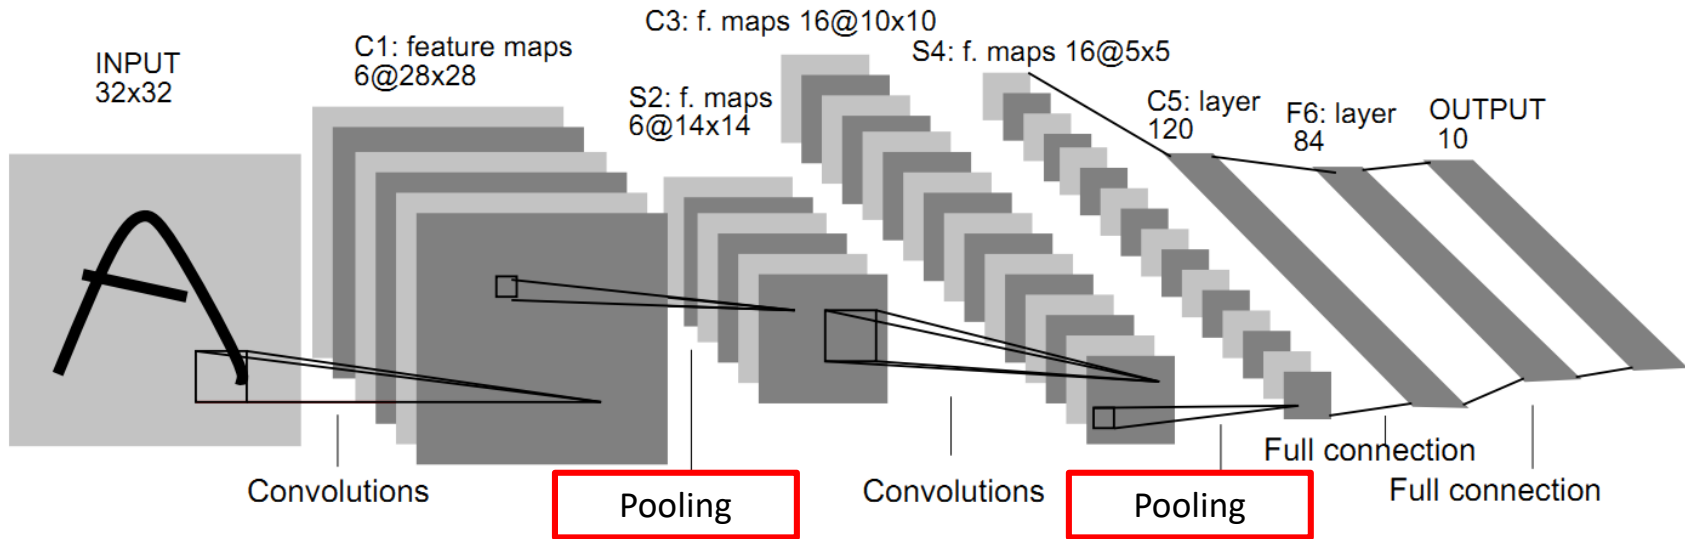 INPUT
32x32
C1: feature maps
6@28x28
S2: f. maps
6@14x14
C3: f. maps 16@10x10
S4: f. maps 16@5x5
C5: layer
120
F6: layer
84
OUTPUT
10
Convolutions
Pooling
Convolutions
Pooling
Full connection
Full connection